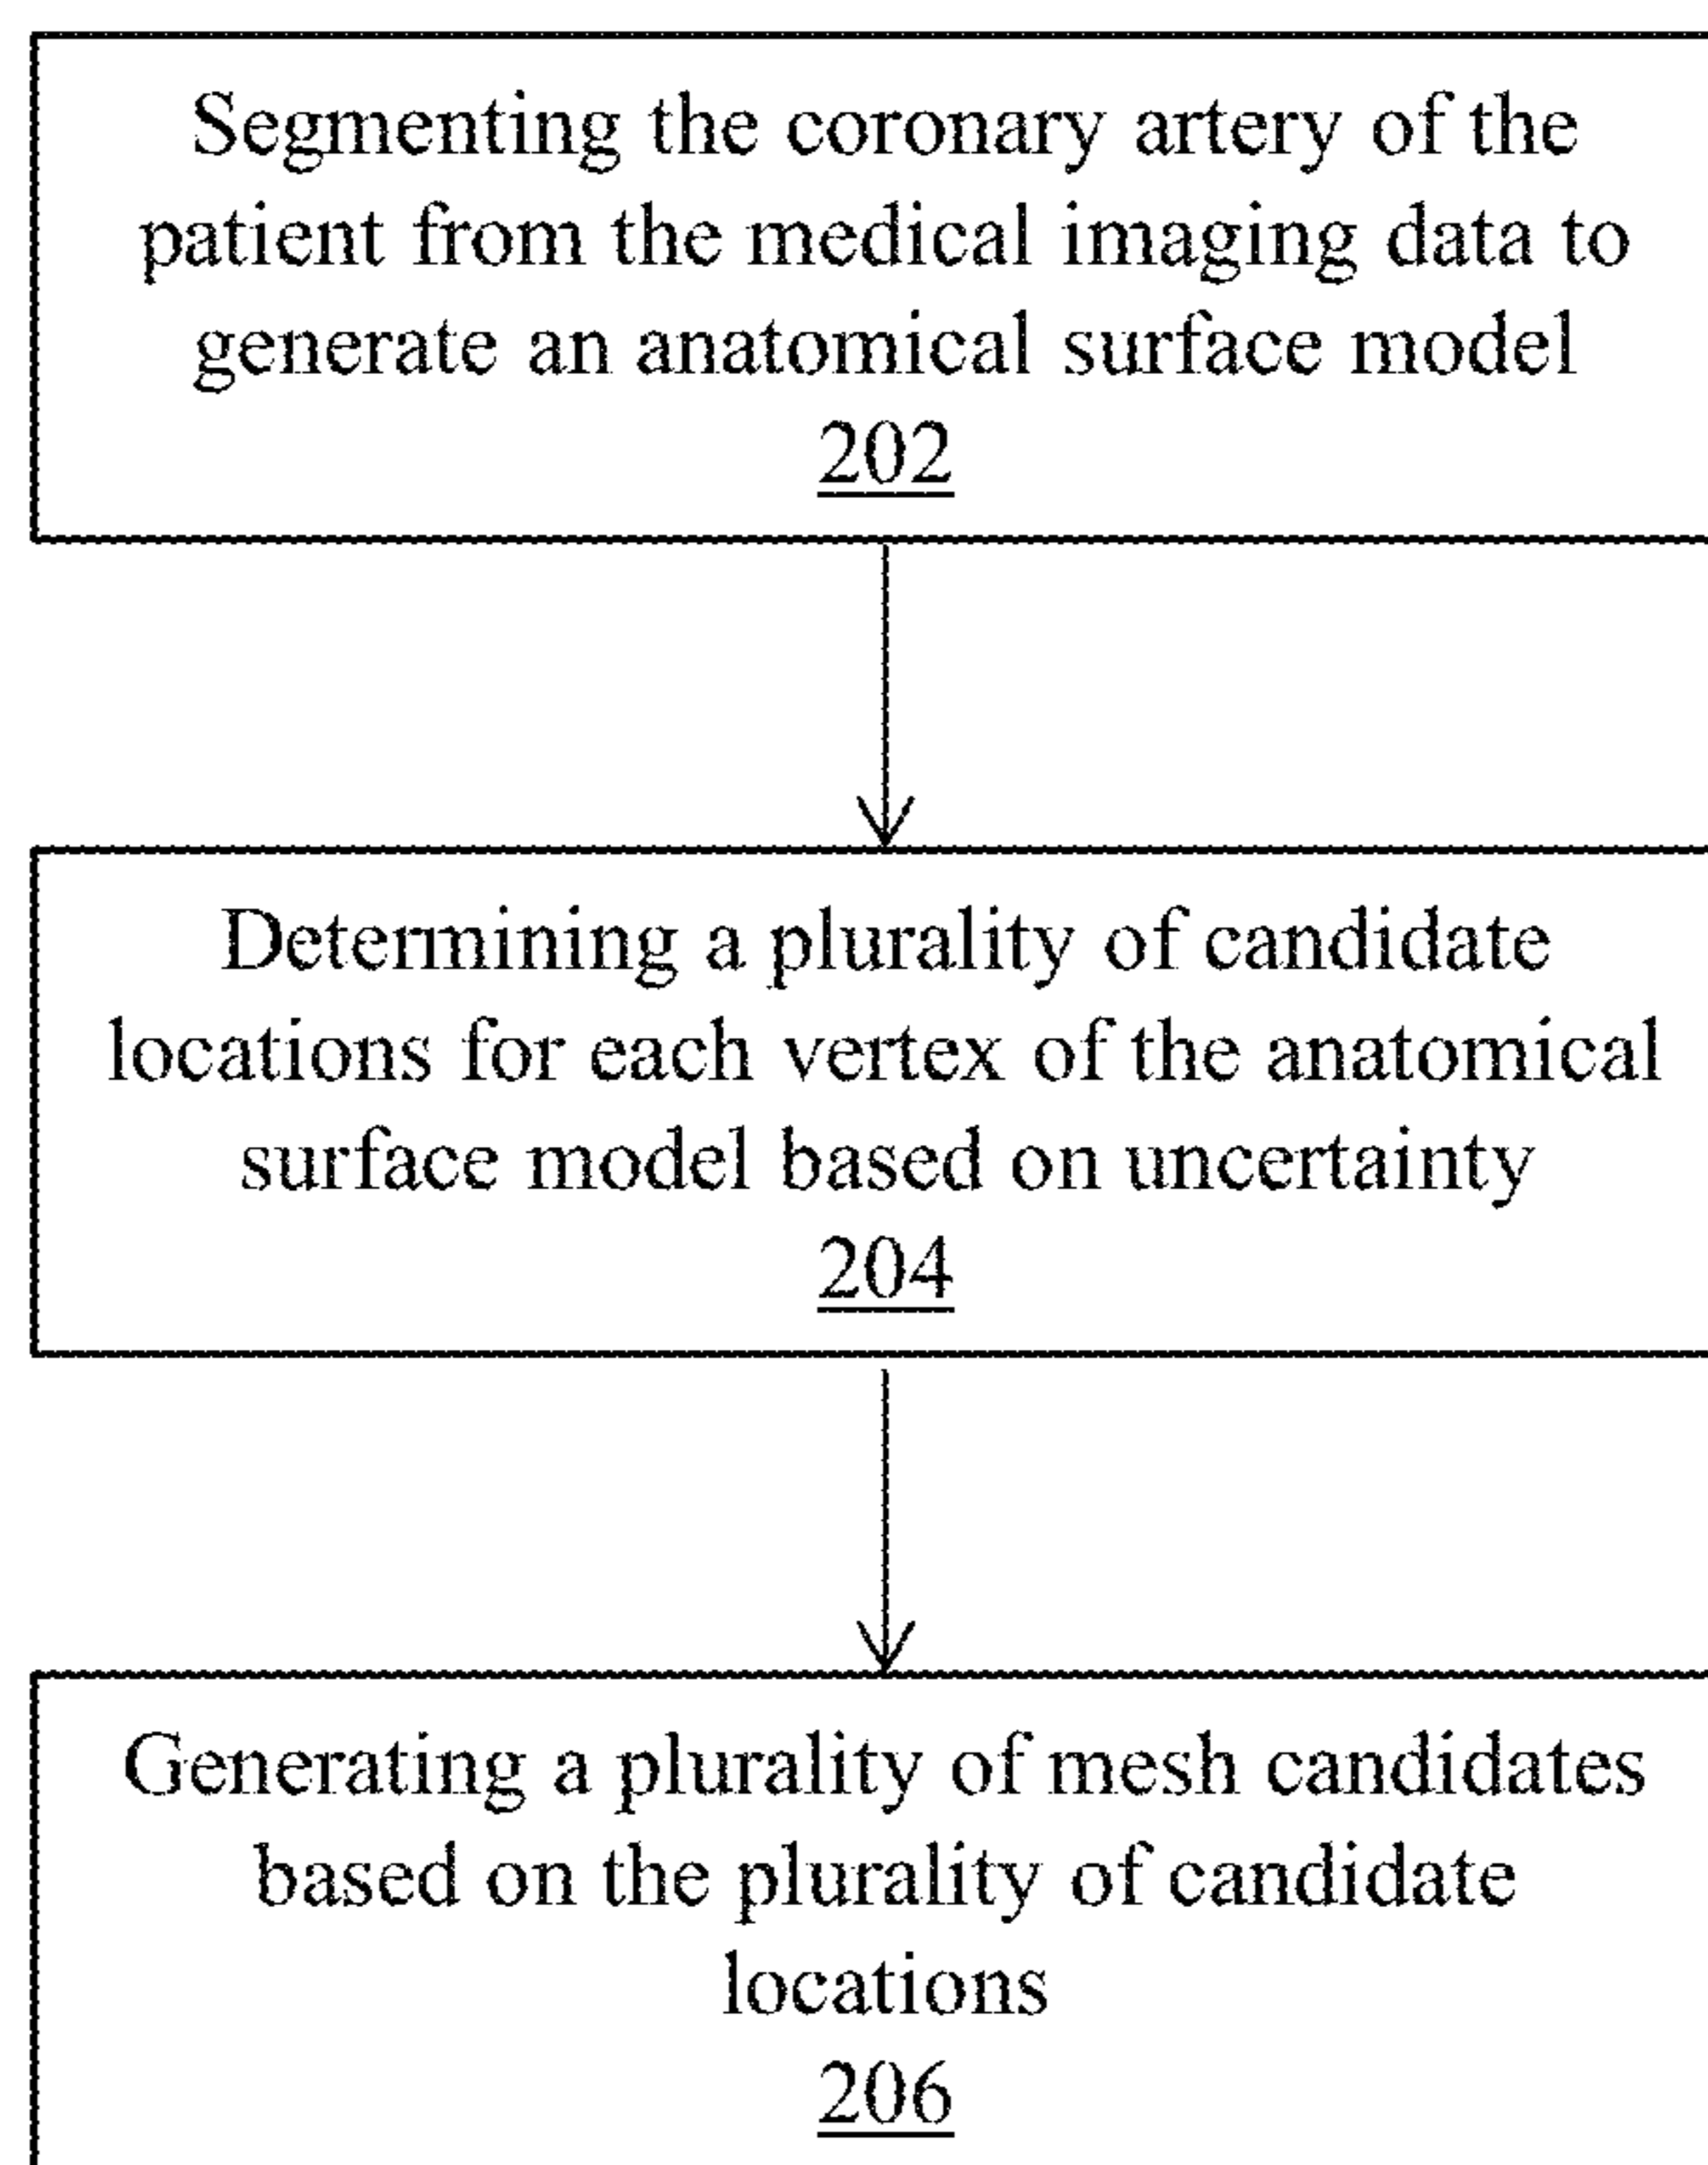 Segmenting the coronary artery of the
patient from the medical imaging data to
generate an anatomical surface model
202
Determining a plurality of candidate
locations for each vertex of the anatomical
surface model based on uncertainty
204
Generating a plurality of mesh candidates
based on the plurality of candidate
locations
206